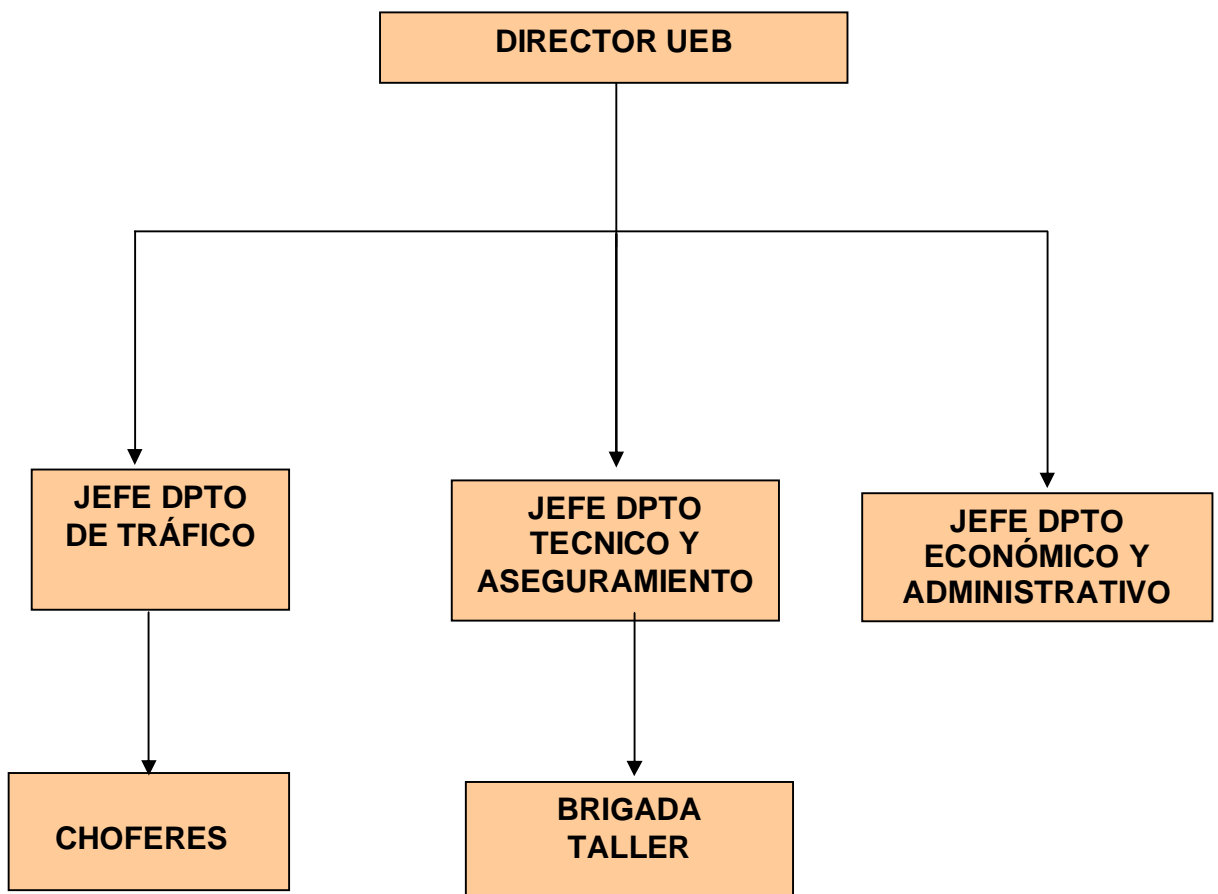 DIRECTOR UEB
JEFE DPTO
DE TRÁFICO
JEFE DPTO
TECNICO Y
ASEGURAMIENTO
JEFE DPTO
ECONÓMICO Y
ADMINISTRATIVO
CHOFERES
BRIGADA
TALLER